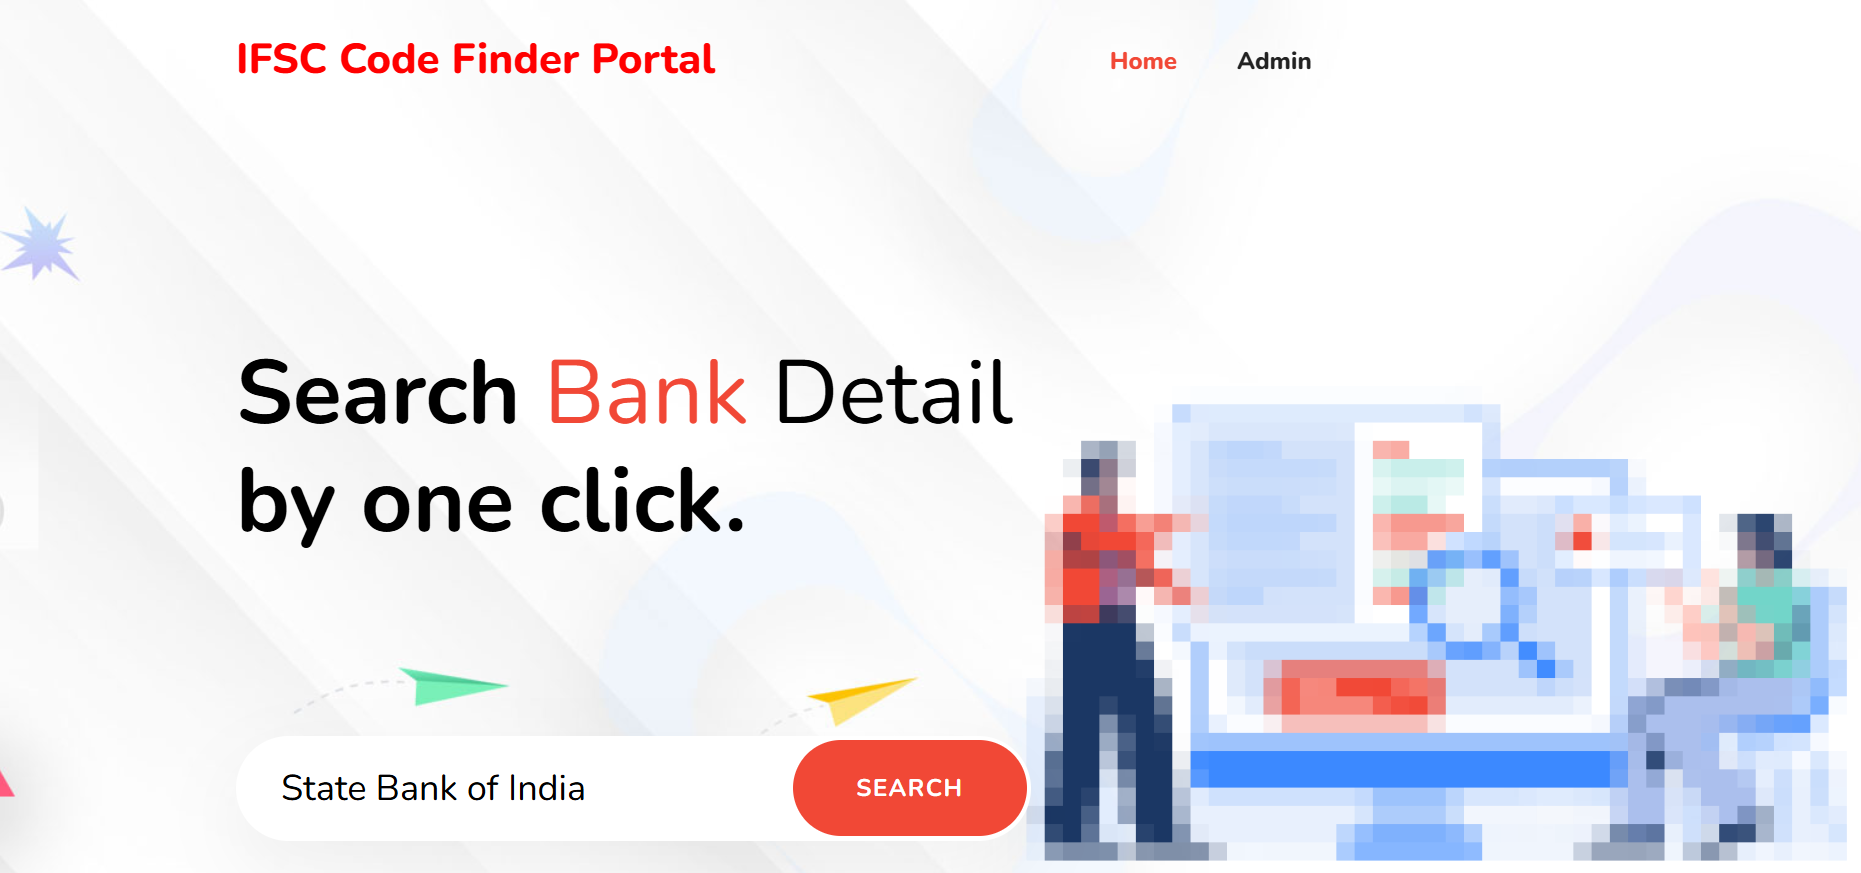 IFSC Code Finder Portal
Home Admin
Search Bank Detail
by one click.
State Bank of India
SEARCH